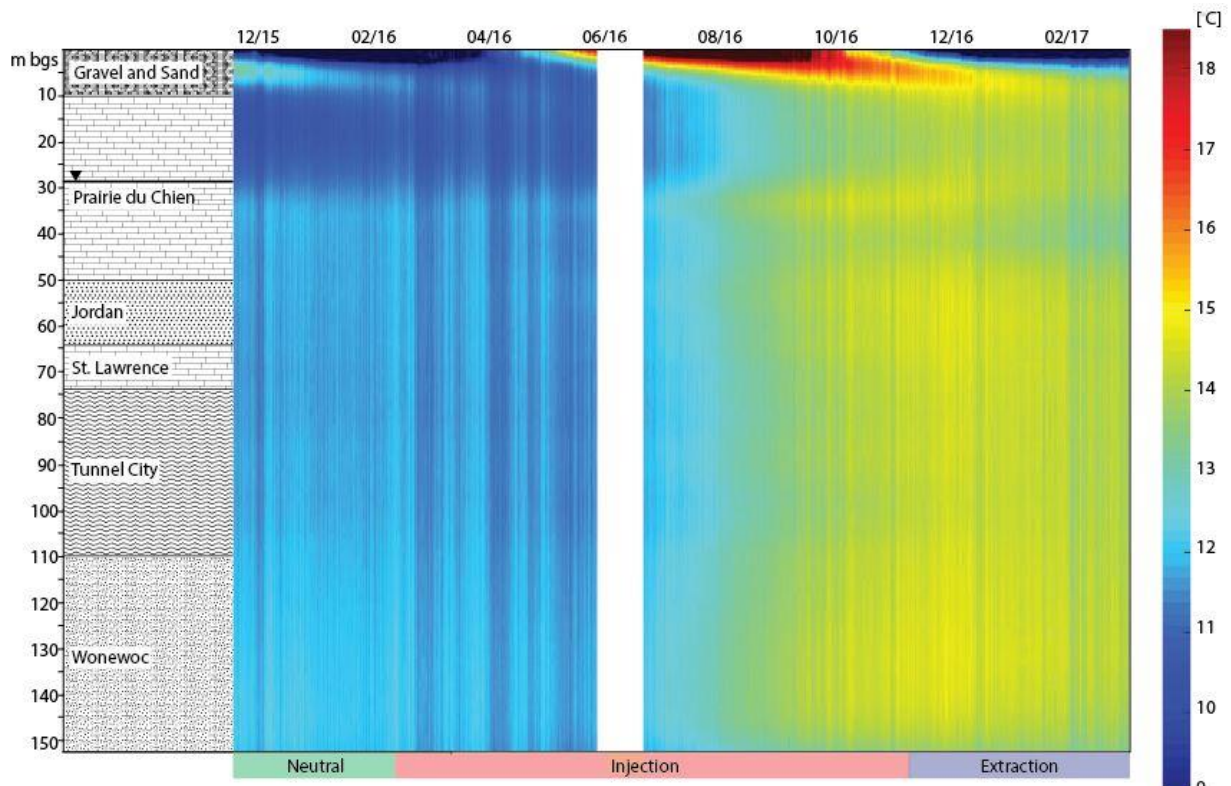 [C]
12/15 02/16 04/16 06/16 08/16 10/16 12/16 02/17
m bgs
Gravel and Sand
10
20
30
Prairie du Chien
40
50
Jordan
60
St. Lawrence
70
80
Tunnel City
90
100
110
120
Wonewoc
130
140
150
Neutral Injection Extraction
18
17
16
15
14
13
12
11
10